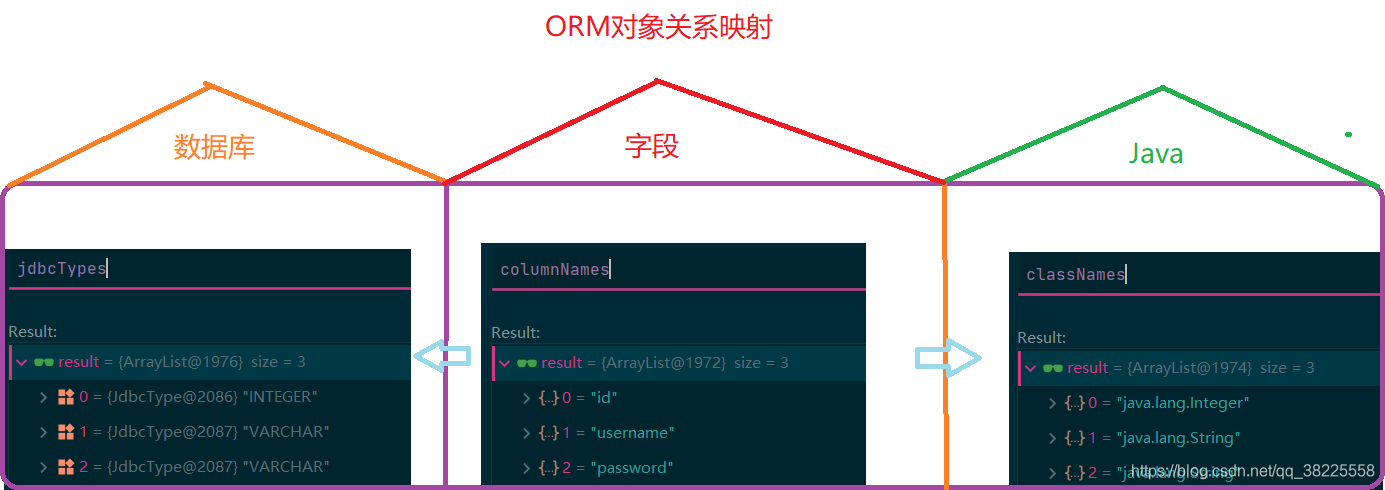 ORM对象关系映射
数据库
字段
Java
jdbcTypes
Result:
result = {ArrayList@1976} size = 3
0 = {JdbcType@2086} "INTEGER"
1 = {JdbcType@2087} "VARCHAR"
2 = {JdbcType@2087} "VARCHAR"
columnNames
Result:
result = {ArrayList@1972} size = 3
{...} 0 = "id"
{...} 1 = "username"
{...} 2 = "password"
classNames
Result:
result = {ArrayList@1974} size = 3
{...} 0 = "java.lang.Integer"
{...} 1 = "java.lang.String"
{...} 2 = "java.lang.String"
https://blog.csdn.net/qq_38225558